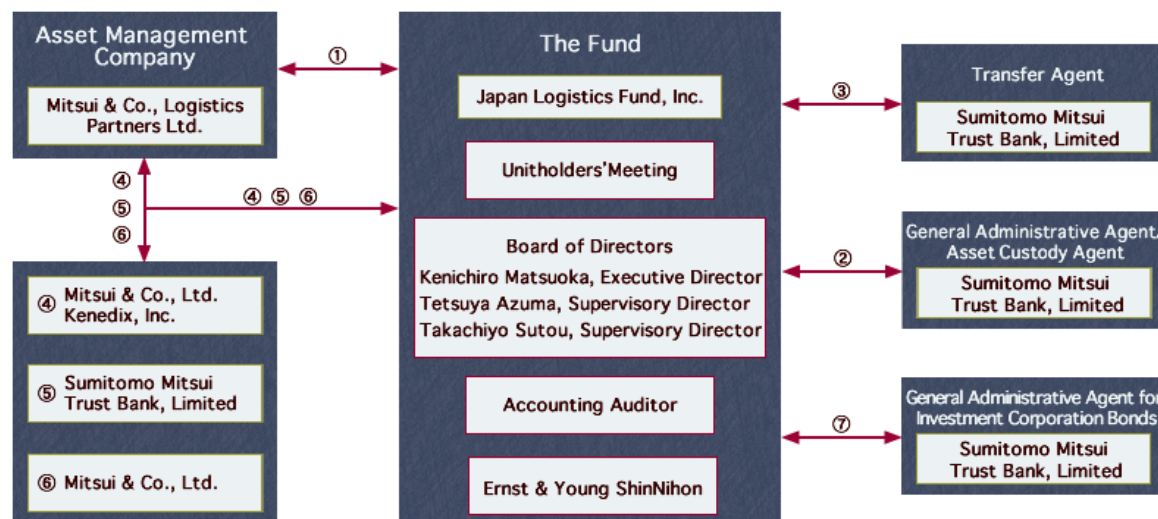 Asset Management
Company
Mitsui & Co., Logistics
Partners Ltd.
①
④
⑤
⑥
④ ⑤ ⑥
④ Mitsui & Co., Ltd.
Kenedix, Inc.
⑤ Sumitomo Mitsui
Trust Bank, Limited
⑥ Mitsui & Co., Ltd.
The Fund
Japan Logistics Fund, Inc.
Unitholders'Meeting
Board of Directors
Kenichiro Matsuoka, Executive Director
Tetsuya Azuma, Supervisory Director
Takachiyo Sutou, Supervisory Director
Accounting Auditor
Ernst & Young ShinNihon
③
Transfer Agent
Sumitomo Mitsui
Trust Bank, Limited
②
General Administrative Agent/
Asset Custody Agent
Sumitomo Mitsui
Trust Bank, Limited
⑦
General Administrative Agent for
Investment Corporation Bonds
Sumitomo Mitsui
Trust Bank, Limited